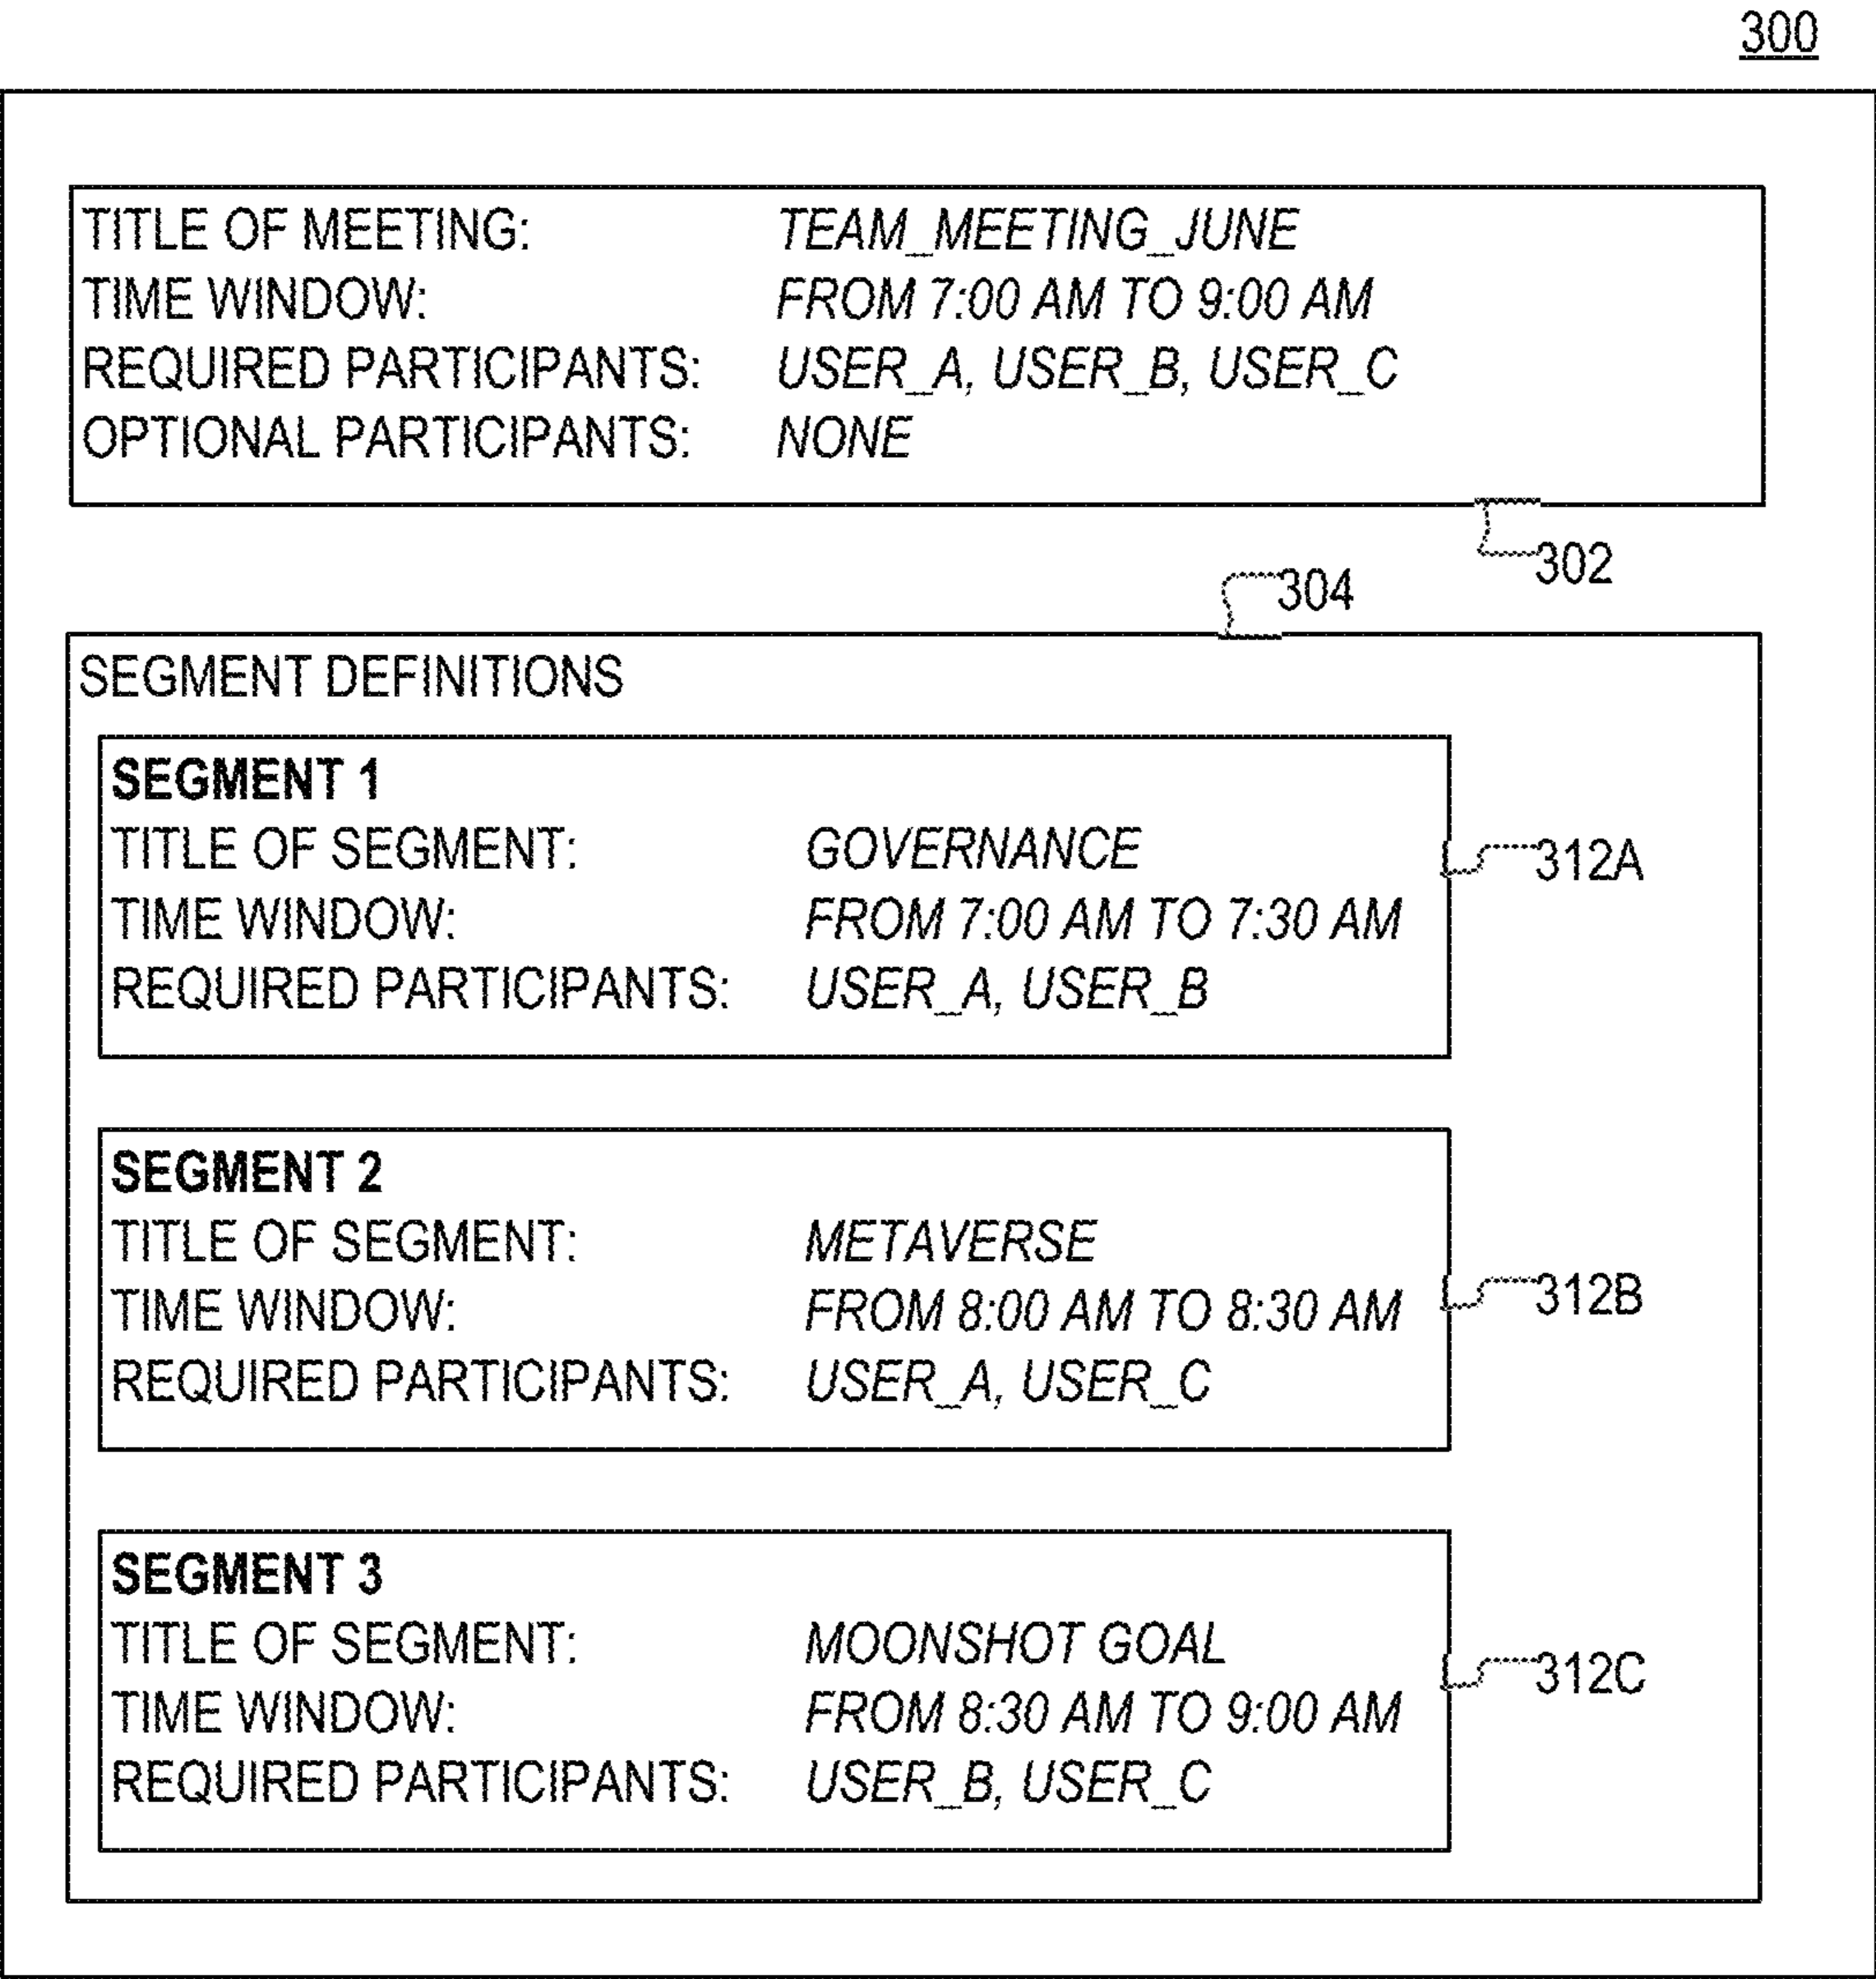 300
TITLE OF MEETING: TEAM_MEETING_JUNE
TIME WINDOW: FROM 7:00 AM TO 9:00 AM
REQUIRED PARTICIPANTS: USER_A, USER_B, USER_C
OPTIONAL PARTICIPANTS: NONE
302
304
SEGMENT DEFINITIONS
SEGMENT 1
TITLE OF SEGMENT: GOVERNANCE
312A
TIME WINDOW: FROM 7:00 AM TO 7:30 AM
REQUIRED PARTICIPANTS: USER_A, USER_B
SEGMENT 2
TITLE OF SEGMENT: METAVERSE
312B
TIME WINDOW: FROM 8:00 AM TO 8:30 AM
REQUIRED PARTICIPANTS: USER_A, USER_C
SEGMENT 3
TITLE OF SEGMENT: MOONSHOT GOAL
312C
TIME WINDOW: FROM 8:30 AM TO 9:00 AM
REQUIRED PARTICIPANTS: USER_B, USER_C